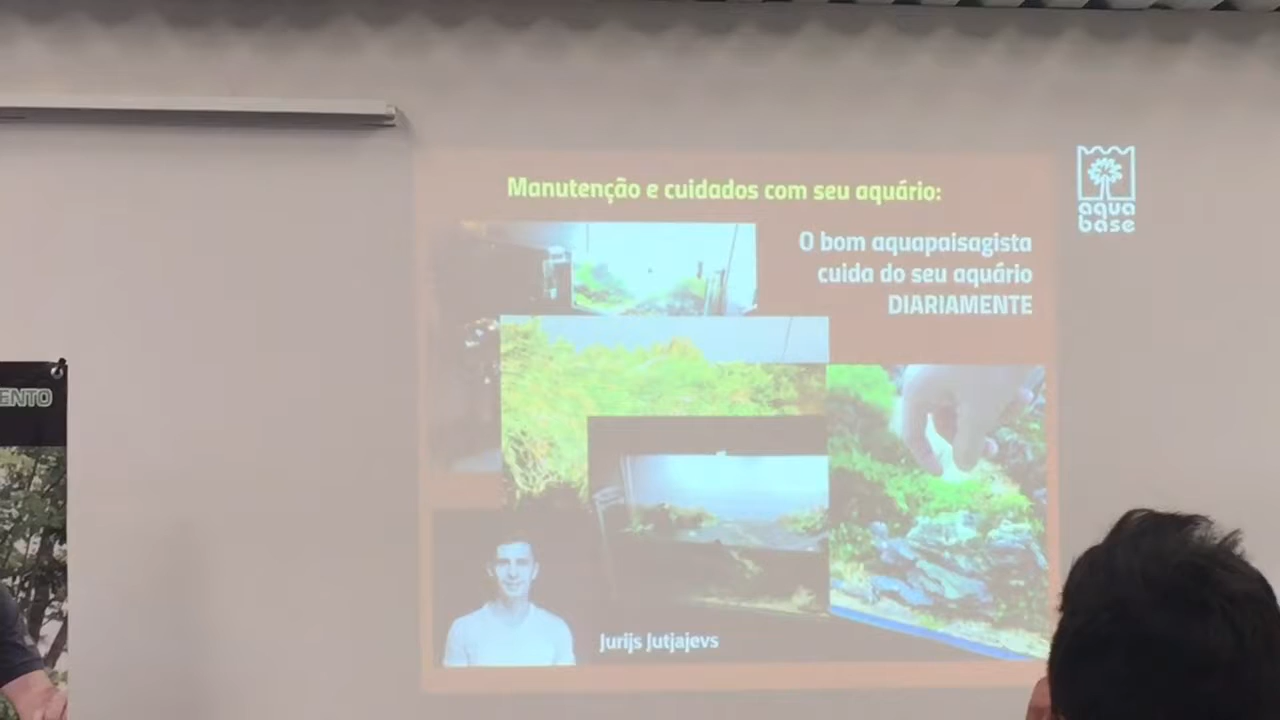 Manutenção e cuidados com seu aquário:
O bom aquapaisagista
cuida do seu aquário
DIARIAMENTE
aqua
base
ENTO
Jurijs Jutjajevs